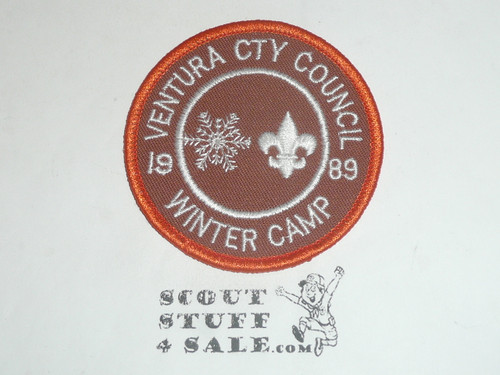 VENTURA CTY COUNCIL
19 89
WINTER CAMP
SCOUT
STUFF
4 SALE.COM